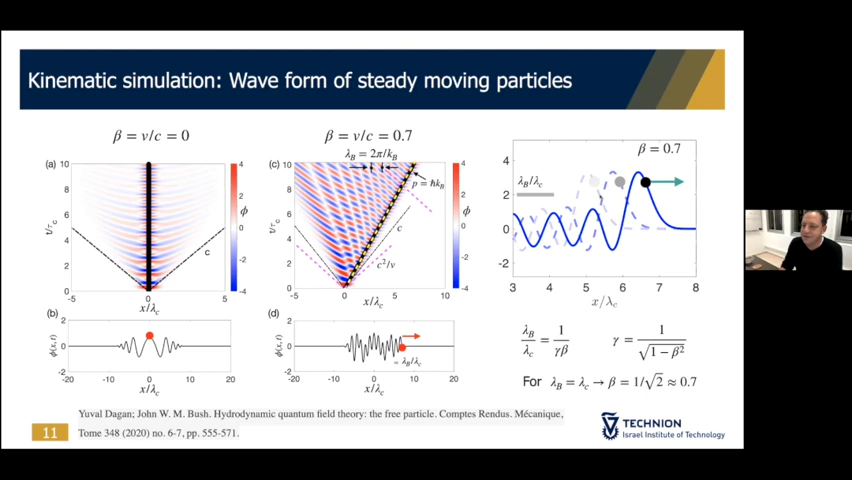 Kinematic simulation: Wave form of steady moving particles
β = v/c = 0
β = v/c = 0.7
λB = 2π/kB
(a)
10
8
6
4
2
0
t/τc
-5
0
5
x/λc
c
4
2
0
-2
-4
ϕ
(c)
10
8
6
4
2
0
t/τc
-5
0
5
10
x/λc
p = ħkB
c
c²/v
4
2
0
-2
-4
ϕ
β = 0.7
λB/λc
4
2
0
-2
3
4
5
6
7
8
x/λc
(b)
2
0
-2
ϕ(x,t)
-20
-10
0
10
20
x/λc
(d)
2
0
-2
ϕ(x,t)
= λB/λc
-20
-10
0
10
20
x/λc
λB/λc = 1/γβ
γ = 1/√1 − β²
For λB = λc → β = 1/√2 ≈ 0.7
Yuval Dagan; John W. M. Bush. Hydrodynamic quantum field theory: the free particle. Comptes Rendus. Mécanique,
Tome 348 (2020) no. 6-7, pp. 555-571.
11
TECHNION
Israel Institute of Technology